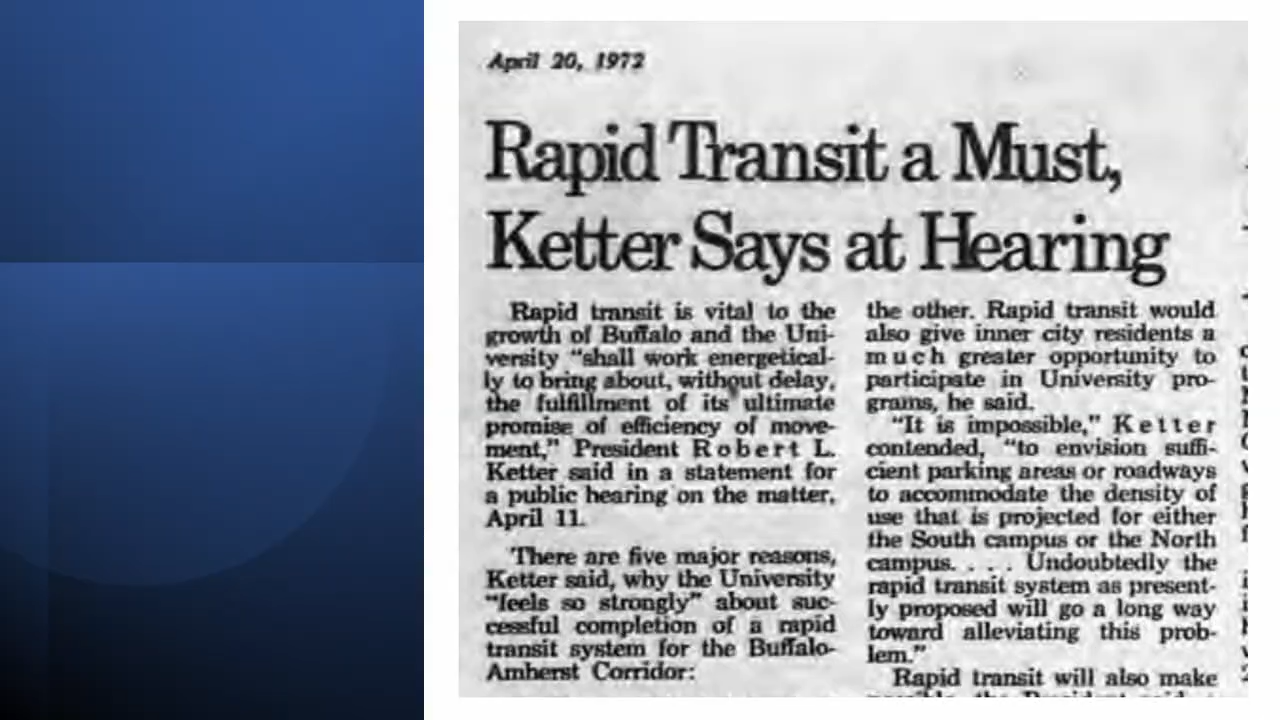 April 20, 1972
Rapid Transit a Must,
Ketter Says at Hearing
Rapid transit is vital to the
growth of Buffalo and the Uni-
versity "shall work energetical-
ly to bring about, without delay,
the fulfillment of its ultimate
promise of efficiency of move-
ment," President Robert L.
Ketter said in a statement for
a public hearing on the matter,
April 11.
There are five major reasons,
Ketter said, why the University
"feels so strongly" about suc-
cessful completion of a rapid
transit system for the Buffalo-
Amherst Corridor:
the other. Rapid transit would
also give inner city residents a
much greater opportunity to
participate in University pro-
grams, he said.
"It is impossible," Ketter
contended, "to envision suffi-
cient parking areas or roadways
to accommodate the density of
use that is projected for either
the South campus or the North
campus. . . . Undoubtedly the
rapid transit system as present-
ly proposed will go a long way
toward alleviating this prob-
lem."
Rapid transit will also make